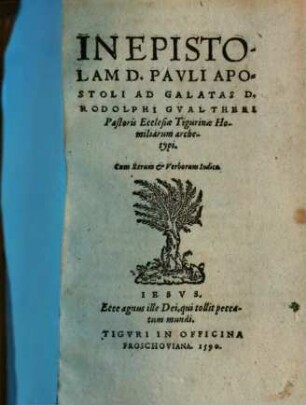 IN EPISTO-
LAM D. PAVLI APO-
STOLI AD GALATAS D.
RODOLPHI GVALTHERI
Pastoris Ecclesiæ Tigurinæ Ho-
miliarum arche-
typi.
Cum Rerum & Verborum Indice.
IESVS.
Ecce agnus ille Dei, qui tollit pecca-
tum mundi.
TIGVRI IN OFFICINA
FROSCHOVIANA. 1590.